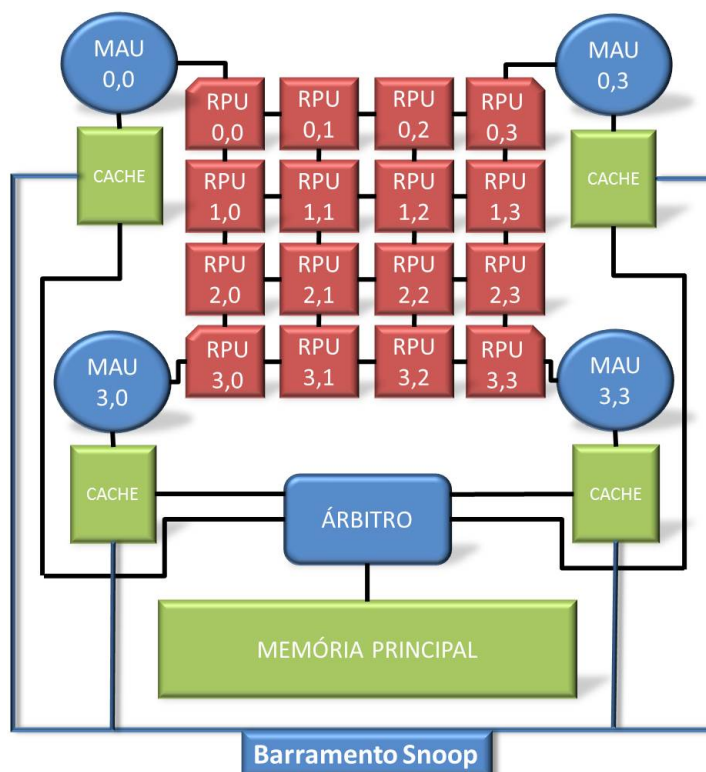 MAU
0,0
MAU
0,3
RPU
0,0
RPU
0,1
RPU
0,2
RPU
0,3
CACHE
CACHE
RPU
1,0
RPU
1,1
RPU
1,2
RPU
1,3
RPU
2,0
RPU
2,1
RPU
2,2
RPU
2,3
MAU
3,0
RPU
3,0
RPU
3,1
RPU
3,2
RPU
3,3
MAU
3,3
CACHE
ÁRBITRO
CACHE
MEMÓRIA PRINCIPAL
Barramento Snoop